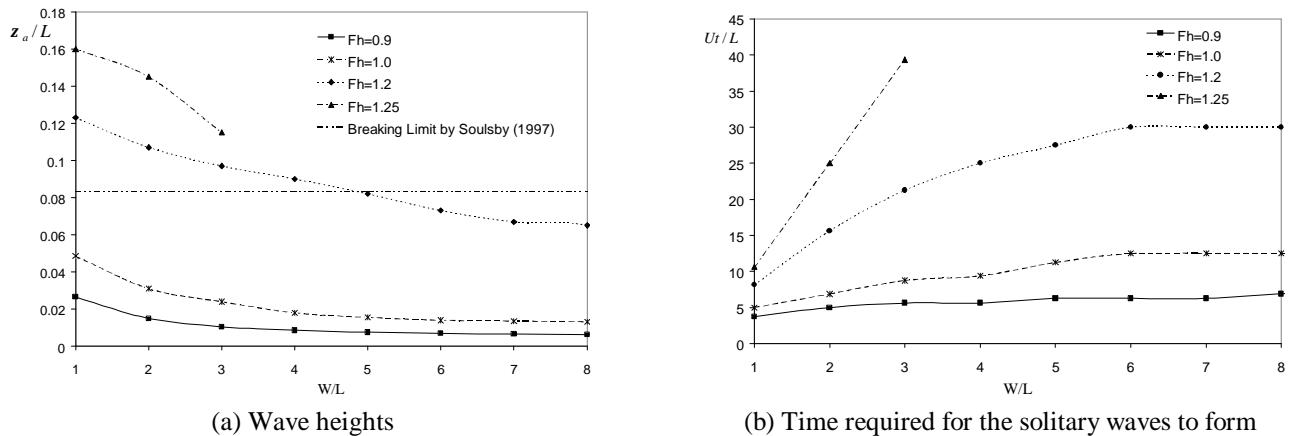 z a / L
0.18
0.16
0.14
0.12
0.1
0.08
0.06
0.04
0.02
0
Fh=0.9
Fh=1.0
Fh=1.2
Fh=1.25
Breaking Limit by Soulsby (1997)
1 2 3 4 5 6 7 8
W/L
(a) Wave heights
Ut / L
45
40
35
30
25
20
15
10
5
0
Fh=0.9
Fh=1.0
Fh=1.2
Fh=1.25
1 2 3 4 5 6 7 8
W/L
(b) Time required for the solitary waves to form